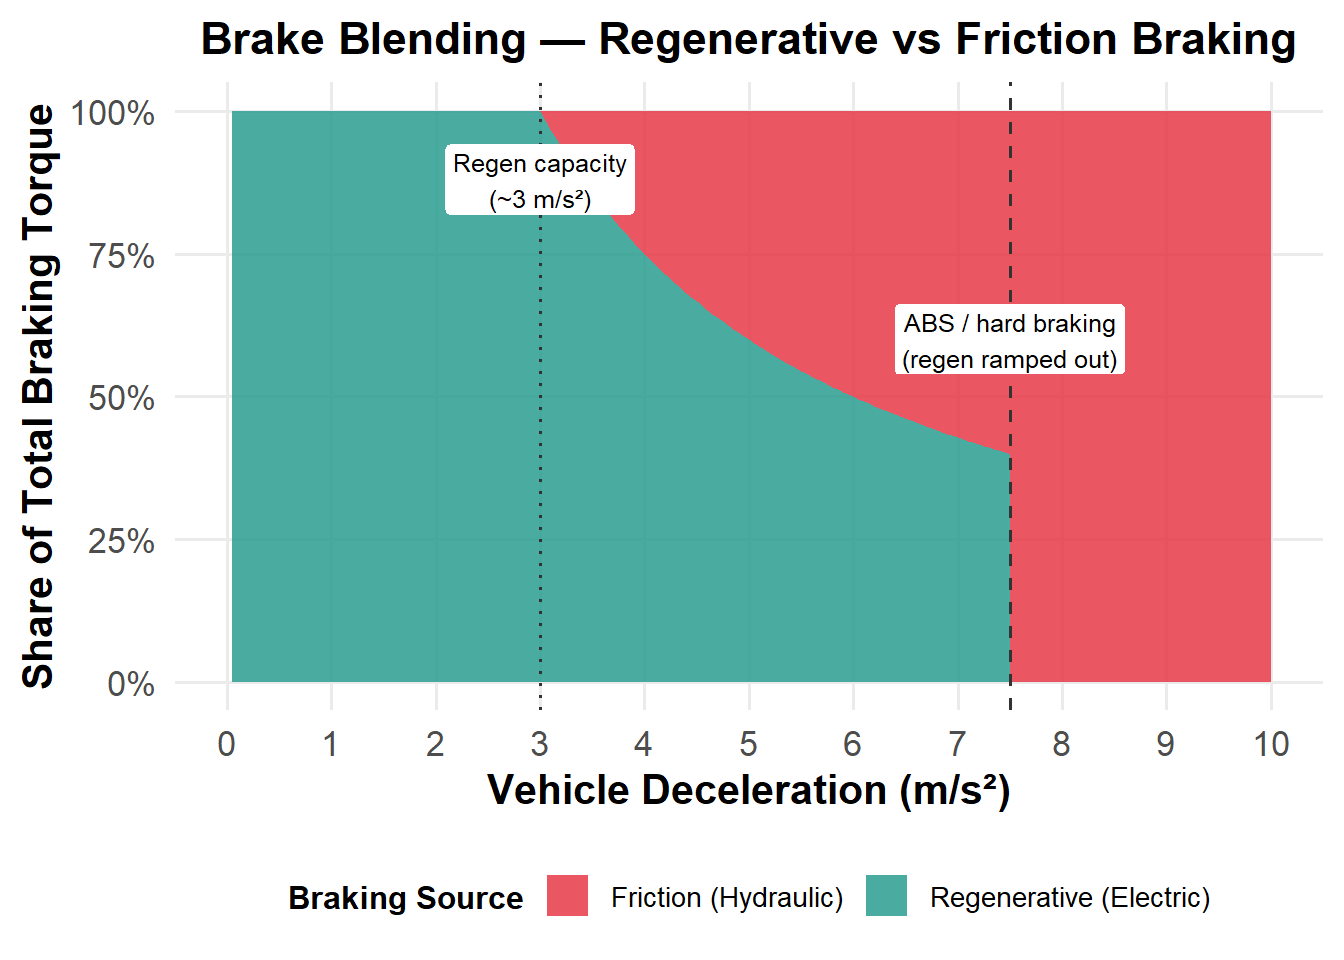 Brake Blending — Regenerative vs Friction Braking
Share of Total Braking Torque
100%
75%
50%
25%
0%
Regen capacity
(~3 m/s²)
ABS / hard braking
(regen ramped out)
0 1 2 3 4 5 6 7 8 9 10
Vehicle Deceleration (m/s²)
Braking Source Friction (Hydraulic) Regenerative (Electric)